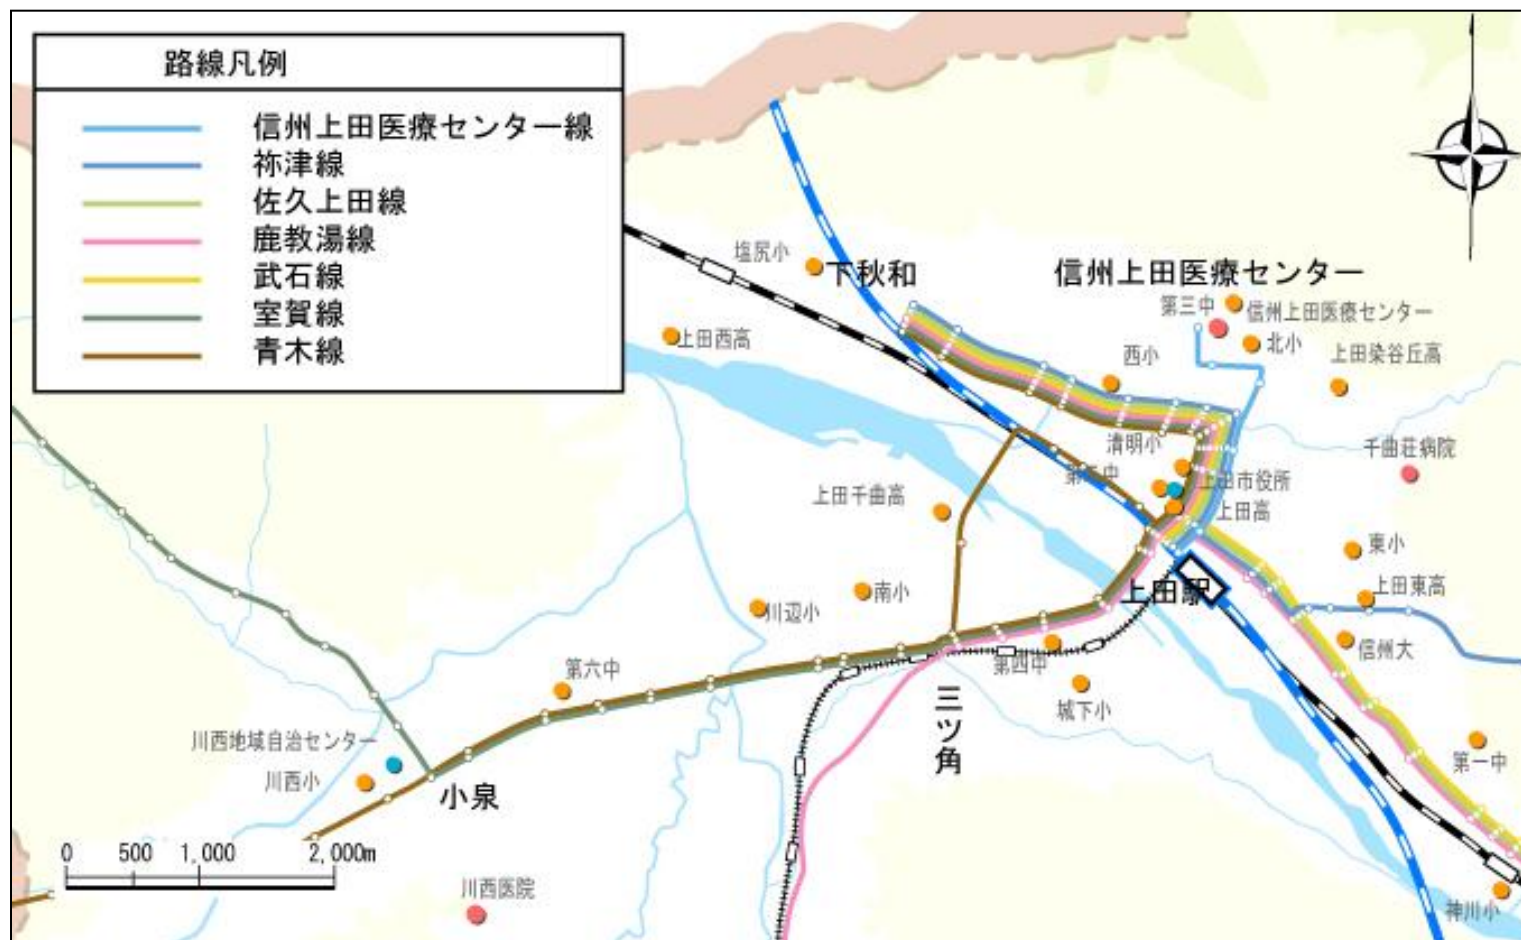 路線凡例
信州上田医療センター線
祢津線
佐久上田線
鹿教湯線
武石線
室賀線
青木線
塩尻小
下秋和
信州上田医療センター
第三中
信州上田医療センター
北小
上田西高
西小
上田染谷丘高
清明小
千曲荘病院
上田市役所
上田千曲高
上田高
東小
上田駅
上田東高
南小
川辺小
信州大
第四中
第六中
城下小
三ツ角
川西地域自治センター
第一中
川西小
小泉
0 500 1,000 2,000m
川西医院
神川小